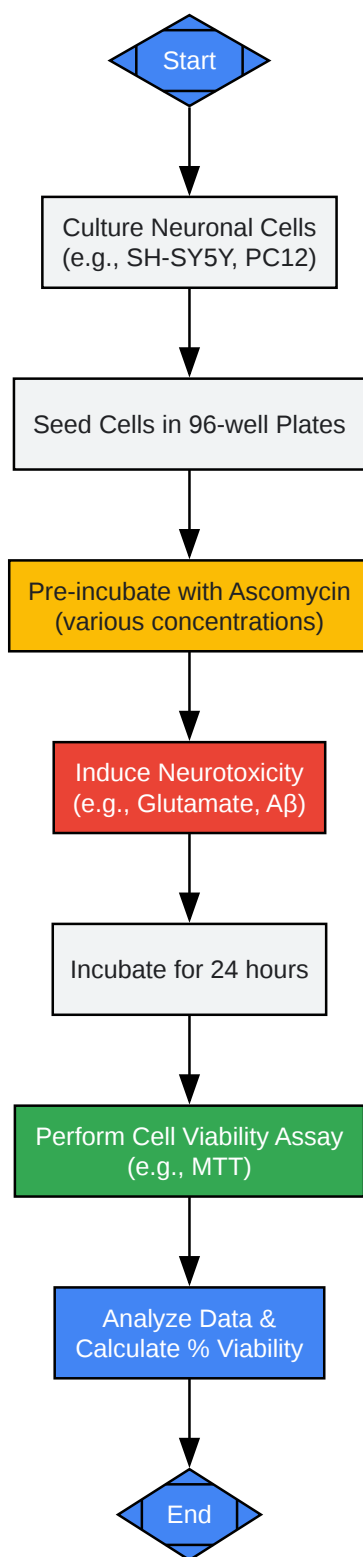 Start
Culture Neuronal Cells
(e.g., SH-SY5Y, PC12)
Seed Cells in 96-well Plates
Pre-incubate with Ascomycin
(various concentrations)
Induce Neurotoxicity
(e.g., Glutamate, Aβ)
Incubate for 24 hours
Perform Cell Viability Assay
(e.g., MTT)
Analyze Data &
Calculate % Viability
End